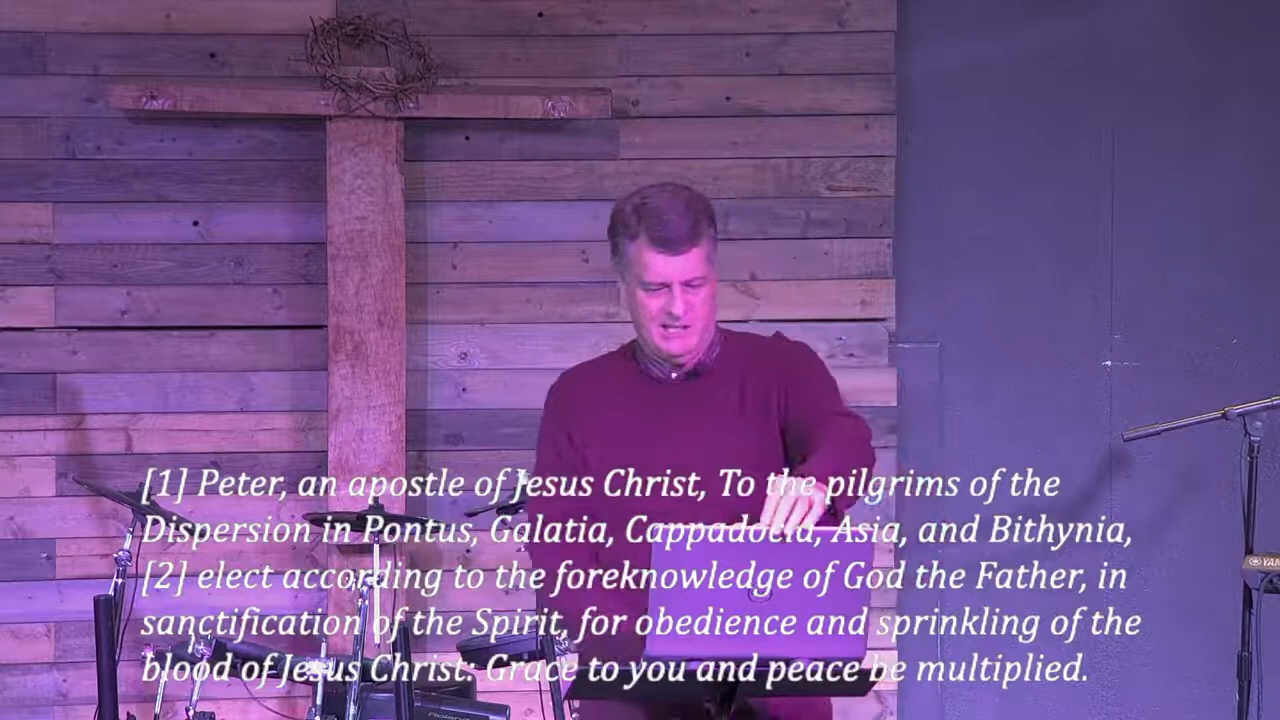 [1] Peter, an apostle of Jesus Christ, To the pilgrims of the
Dispersion in Pontus, Galatia, Cappadocia, Asia, and Bithynia,
[2] elect according to the foreknowledge of God the Father, in
sanctification of the Spirit, for obedience and sprinkling of the
blood of Jesus Christ: Grace to you and peace be multiplied.
Roland